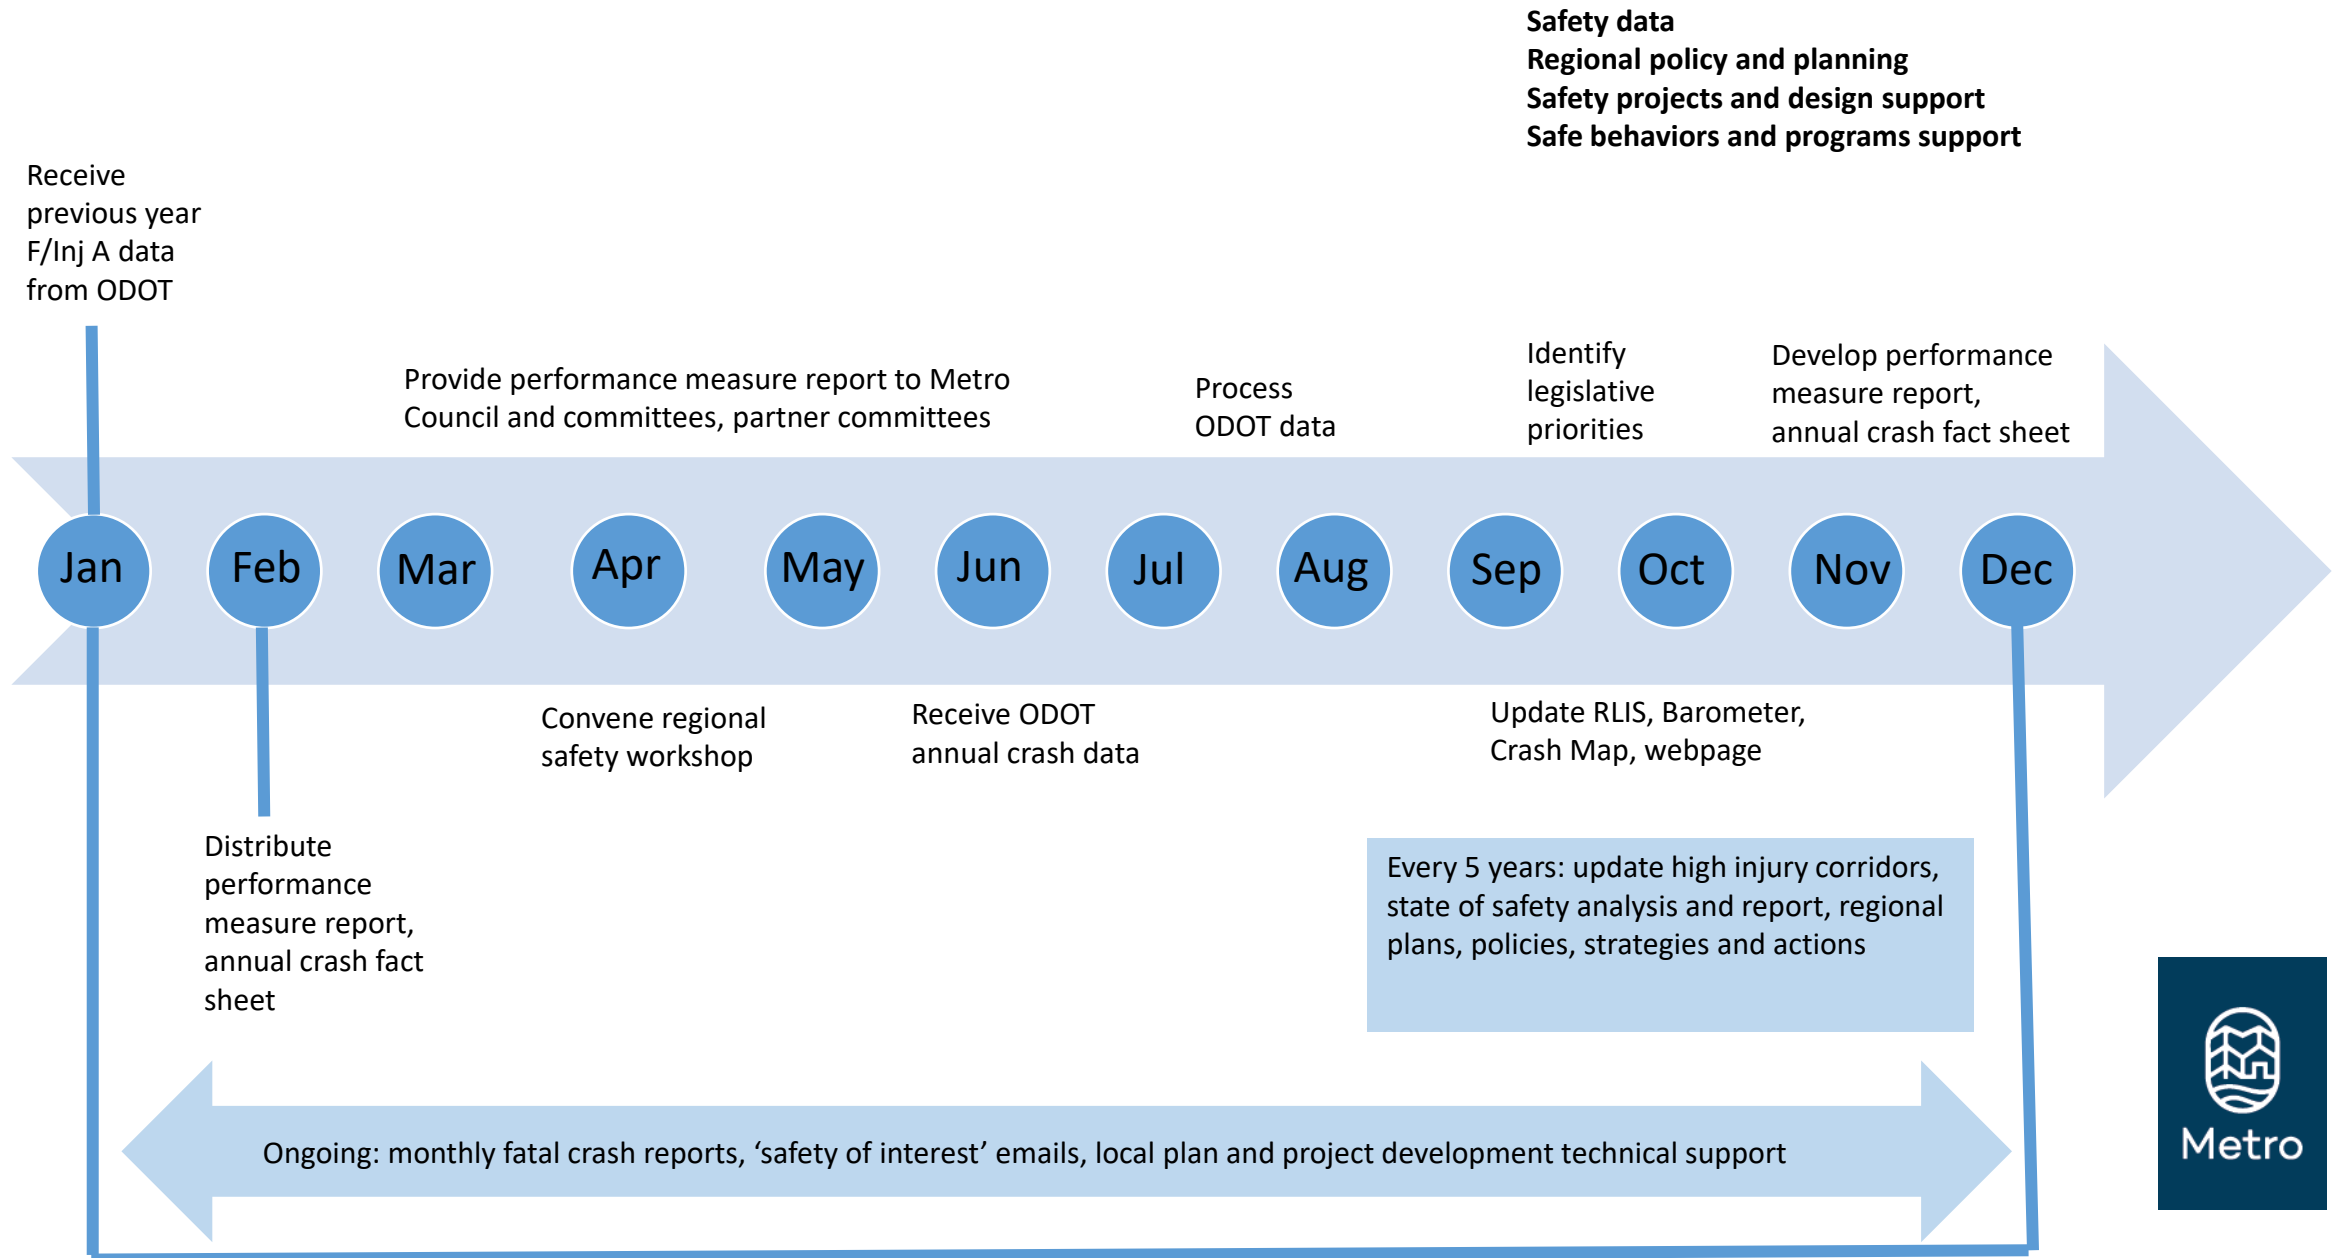 Safety data
Regional policy and planning
Safety projects and design support
Safe behaviors and programs support
Receive
previous year
F/Inj A data
from ODOT
Provide performance measure report to Metro
Council and committees, partner committees
Process
ODOT data
Identify
legislative
priorities
Develop performance
measure report,
annual crash fact sheet
Jan
Feb
Mar
Apr
May
Jun
Jul
Aug
Sep
Oct
Nov
Dec
Convene regional
safety workshop
Receive ODOT
annual crash data
Update RLIS, Barometer,
Crash Map, webpage
Distribute
performance
measure report,
annual crash fact
sheet
Every 5 years: update high injury corridors,
state of safety analysis and report, regional
plans, policies, strategies and actions
Ongoing: monthly fatal crash reports, ‘safety of interest’ emails, local plan and project development technical support
Metro